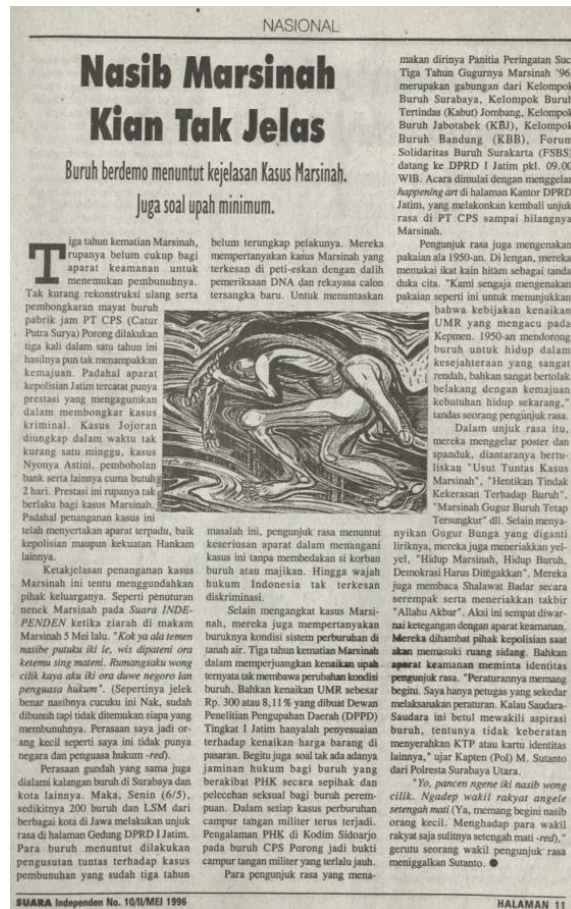 NASIONAL
Nasib Marsinah
Kian Tak Jelas
Buruh berdemo menuntut kejelasan Kasus Marsinah.
Juga soal upah minimum.
Tiga tahun kematian Marsinah,
rupanya belum cukup bagi
aparat keamanan untuk
menemukan pembunuhnya.
Tak kurang rekonstruksi ulang serta
pembongkaran mayat buruh
pabrik jam PT CPS (Catur
Putra Surya) Porong dilakukan
tiga kali dalam satu tahun ini
hasilnya pun tak menampakkan
kemajuan. Padahal aparat
kepolisian Jatim tercatat punya
prestasi yang mengagumkan
dalam membongkar kasus
kriminal. Kasus Jojoran
diungkap dalam waktu tak
kurang satu minggu, kasus
Nyonya Astini, pembobolan
bank serta lainnya cuma butuh
2 hari. Prestasi ini rupanya tak
berlaku bagi kasus Marsinah.
Padahal penanganan kasus ini
telah menyertakan aparat terpadu, baik
kepolisian maupun kekuatan Hankam
lainnya.
Ketakjelasan penanganan kasus
Marsinah ini tentu menggundahkan
pihak keluarganya. Seperti penuturan
nenek Marsinah pada Suara INDE-
PENDEN ketika ziarah di makam
Marsinah 5 Mei lalu. "Kok ya ala temen
nasibe putuku iki le, wis dipateni ora
ketemu sing mateni. Rumangsaku wong
cilik kaya aku iki ora duwe negoro lan
penguasa hukum". (Sepertinya jelek
benar nasibnya cucuku ini Nak, sudah
dibunuh tapi tidak ditemukan siapa yang
membunuhnya. Perasaan saya jadi or-
ang kecil seperti saya ini tidak punya
negara dan penguasa hukum -red).
Perasaan gundah yang sama juga
dialami kalangan buruh di Surabaya dan
kota lainnya. Maka, Senin (6/5),
sedikitnya 200 buruh dan LSM dari
berbagai kota di Jawa melakukan unjuk
rasa di halaman Gedung DPRD I Jatim.
Para buruh menuntut dilakukan
pengusutan tuntas terhadap kasus
pembunuhan yang sudah tiga tahun
belum terungkap pelakunya. Mereka
mempertanyakan kasus Marsinah yang
terkesan di peti-eskan dengan dalih
pemeriksaan DNA dan rekayasa calon
tersangka baru. Untuk menuntaskan
masalah ini, pengunjuk rasa menuntut
keseriusan aparat dalam menangani
kasus ini tanpa membedakan si korban
buruh atau majikan. Hingga wajah
hukum Indonesia tak terkesan
diskriminasi.
Selain mengangkat kasus Marsi-
nah, mereka juga mempertanyakan
buruknya kondisi sistem perburuhan di
tanah air. Tiga tahun kematian Marsinah
dalam memperjuangkan kenaikan upah
ternyata tak membawa perubahan kondisi
buruh. Bahkan kenaikan UMR sebesar
Rp. 300 atau 8,11% yang dibuat Dewan
Penelitian Pengupahan Daerah (DPPD)
Tingkat I Jatim hanyalah penyesuaian
terhadap kenaikan harga barang di
pasaran. Begitu juga soal tak ada adanya
jaminan hukum bagi buruh yang
berakibat PHK secara sepihak dan
pelecehan seksual bagi buruh perem-
puan. Dalam setiap kasus perburuhan
campur tangan militer terus terjadi.
Pengalaman PHK di Kodim Sidoarjo
pada buruh CPS Porong jadi bukti
campur tangan militer yang terlalu jauh.
Para pengunjuk rasa yang mena-
makan dirinya Panitia Peringatan Suci
Tiga Tahun Gugurnya Marsinah '96,
merupakan gabungan dari Kelompok
Buruh Surabaya, Kelompok Buruh
Tertindas (Kabut) Jombang, Kelompok
Buruh Jabotabek (KBJ), Kelompok
Buruh Bandung (KBB), Forum
Solidaritas Buruh Surakarta (FSBS)
datang ke DPRD I Jatim pkl. 09.00
WIB. Acara dimulai dengan menggelar
happening art di halaman Kantor DPRD
Jatim, yang melakonkan kembali unjuk
rasa di PT CPS sampai hilangnya
Marsinah.
Pengunjuk rasa juga mengenakan
pakaian ala 1950-an. Di lengan, mereka
memakai ikat kain hitam sebagai tanda
duka cita. "Kami sengaja mengenakan
pakaian seperti ini untuk menunjukkan
bahwa kebijakan kenaikan
UMR yang mengacu pada
Kepmen. 1950-an mendorong
buruh untuk hidup dalam
kesejahteraan yang sangat
rendah, bahkan sangat bertolak
belakang dengan kemajuan
kebutuhan hidup sekarang,"
tandas seorang pengunjuk rasa.
Dalam unjuk rasa itu,
mereka menggelar poster dan
spanduk, diantaranya bertu-
liskan "Usut Tuntas Kasus
Marsinah", "Hentikan Tindak
Kekerasan Terhadap Buruh",
"Marsinah Gugur Buruh Tetap
Tersungkur" dll. Selain menya-
nyikan Gugur Bunga yang diganti
liriknya, mereka juga meneriakkan yel-
yel, "Hidup Marsinah, Hidup Buruh,
Demokrasi Harus Ditegakkan". Mereka
juga membaca Shalawat Badar secara
serempak serta meneriakkan takbir
"Allahu Akbar". Aksi ini sempat diwar-
nai ketegangan dengan aparat keamanan.
Mereka dihambat pihak kepolisian saat
akan memasuki ruang sidang. Bahkan
aparat keamanan meminta identitas
pengunjuk rasa. "Peraturannya memang
begitu. Saya hanya petugas yang sekedar
melaksanakan peraturan. Kalau Saudara-
Saudara ini betul mewakili aspirasi
buruh, tentunya tidak keberatan
menyerahkan KTP atau kartu identitas
lainnya," ujar Kapten (Pol) M. Sutanto
dari Polresta Surabaya Utara.
"Yo, pancen ngene iki nasib wong
cilik. Ngadep wakil rakyat angele
setengah mati (Ya, memang begini nasib
orang kecil. Menghadap para wakil
rakyat saja sulitnya setengah mati -red),"
gerutu seorang wakil pengunjuk rasa
meniggalkan Sutanto.
SUARA Independen No. 10/II/MEI 1996
HALAMAN 11